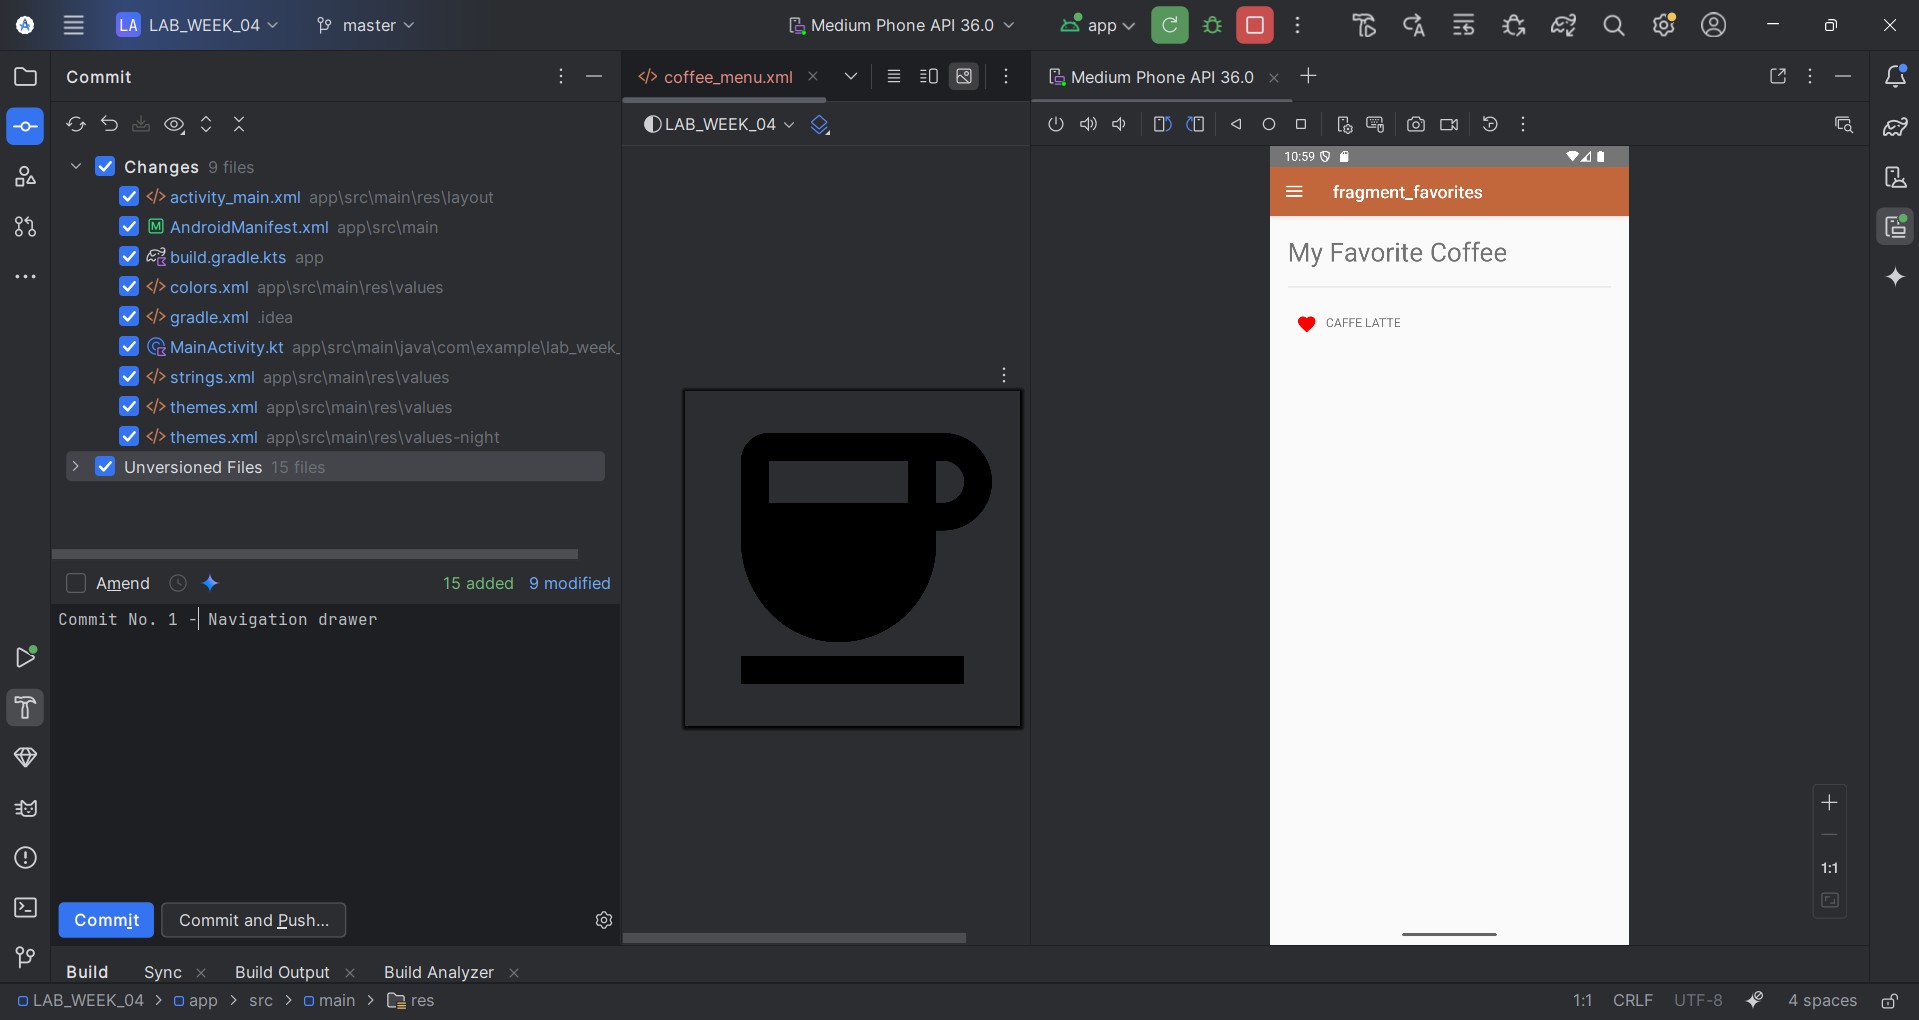 LA LAB_WEEK_04
master
Medium Phone API 36.0
app
Commit
coffee_menu.xml
Medium Phone API 36.0
LAB_WEEK_04
Changes 9 files
activity_main.xml app\src\main\res\layout
AndroidManifest.xml app\src\main
build.gradle.kts app
colors.xml app\src\main\res\values
gradle.xml .idea
MainActivity.kt app\src\main\java\com\example\lab_week_
strings.xml app\src\main\res\values
themes.xml app\src\main\res\values
themes.xml app\src\main\res\values-night
Unversioned Files 15 files
Amend
15 added 9 modified
Commit No. 1 - Navigation drawer
Commit
Commit and Push...
10:59
fragment_favorites
My Favorite Coffee
CAFFE LATTE
1:1
Build Sync Build Output Build Analyzer
LAB_WEEK_04 > app > src > main > res
1:1 CRLF UTF-8 4 spaces